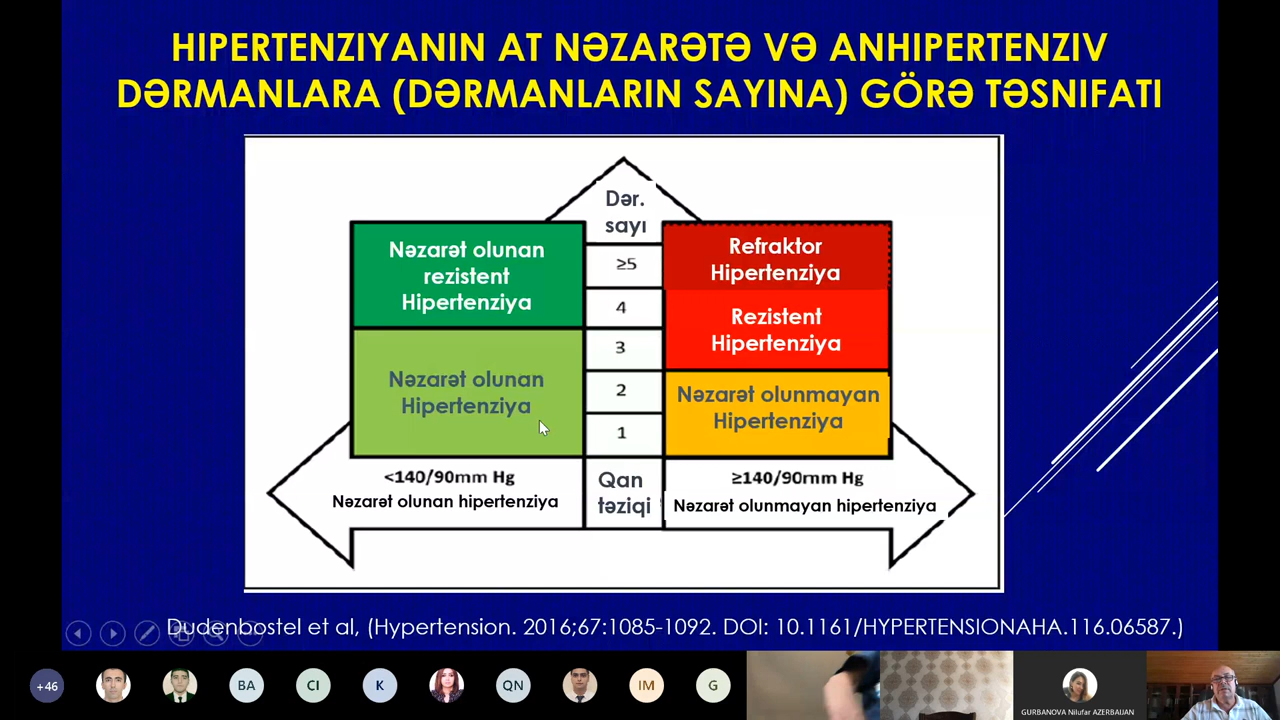 HIPERTENZIYANIN AT NƏZARƏTƏ VƏ ANHIPERTENZIV
DƏRMANLARA (DƏRMANLARIN SAYINA) GÖRƏ TƏSNIFATI
Dər.
sayı
Nəzarət olunan
rezistent
Hipertenziya
≥5
4
3
2
1
Refraktor
Hipertenziya
Rezistent
Hipertenziya
Nəzarət olunan
Hipertenziya
Nəzarət olunmayan
Hipertenziya
<140/90mm Hg
Nəzarət olunan hipertenziya
Qan
təziqi
≥140/90mm Hg
Nəzarət olunmayan hipertenziya
Dudenbostel et al, (Hypertension. 2016;67:1085-1092. DOI: 10.1161/HYPERTENSIONAHA.116.06587.)
+46
BA
CI
K
QN
IM
G
GURBANOVA Nilufar AZERBAIJAN